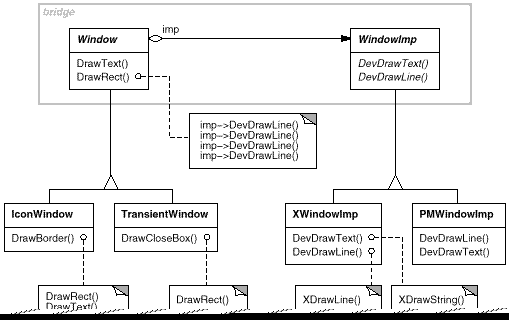 bridge
Window
imp
WindowImp
DrawText()
DrawRect()
DevDrawText()
DevDrawLine()
imp->DevDrawLine()
imp->DevDrawLine()
imp->DevDrawLine()
imp->DevDrawLine()
IconWindow
DrawBorder()
TransientWindow
DrawCloseBox()
XWindowImp
DevDrawText()
DevDrawLine()
PMWindowImp
DevDrawLine()
DevDrawText()
DrawRect()
DrawText()
DrawRect()
XDrawLine()
XDrawString()